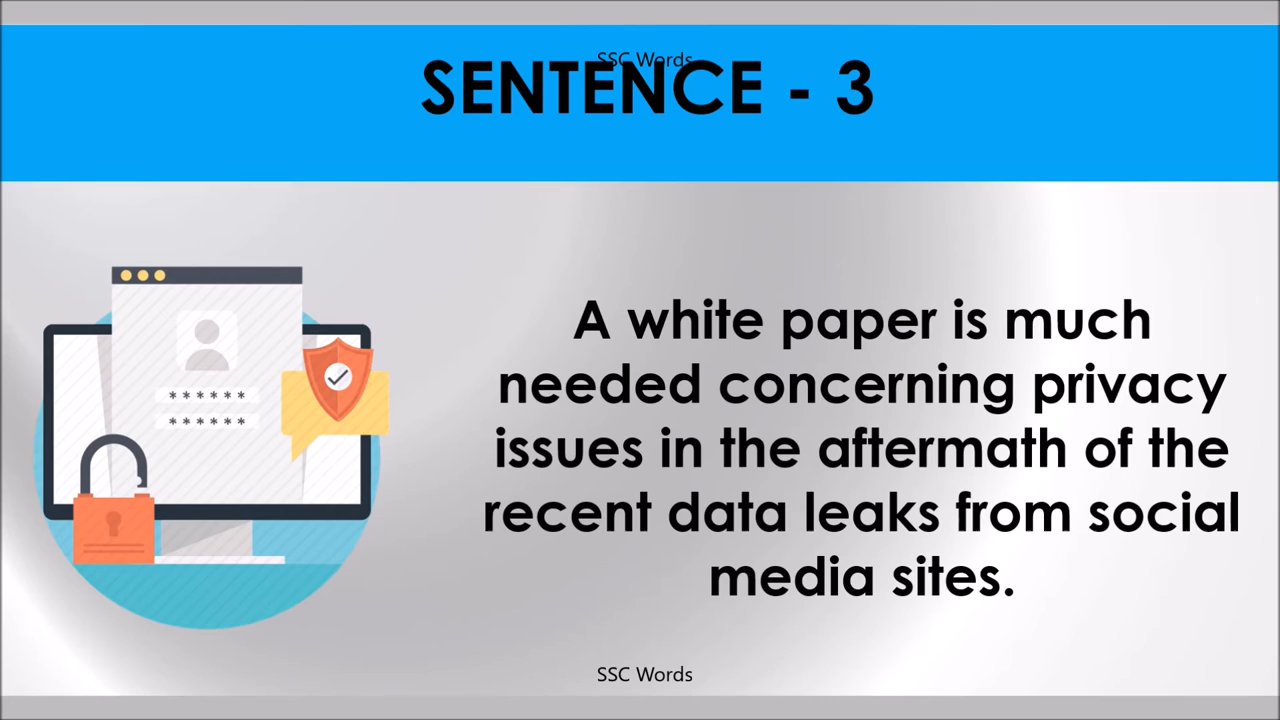 SSC Words
SENTENCE - 3
A white paper is much
needed concerning privacy
issues in the aftermath of the
recent data leaks from social
media sites.
******
******
SSC Words